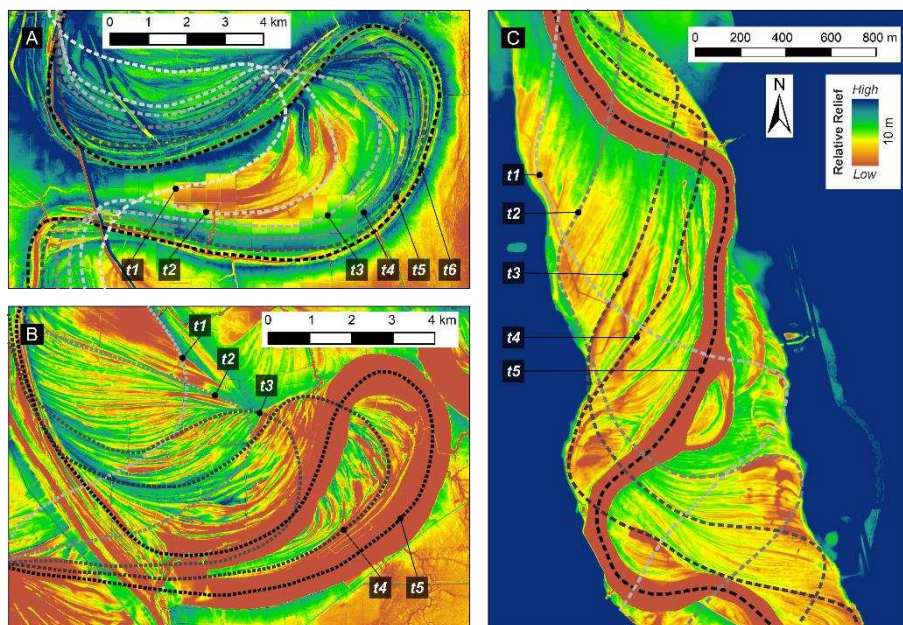 A
0 1 2 3 4 km
t1
t2
t3
t4
t5
t6
B
0 1 2 3 4 km
t1
t2
t3
t4
t5
C
0 200 400 600 800 m
N
Relative Relief
High
10 m
Low
t1
t2
t3
t4
t5